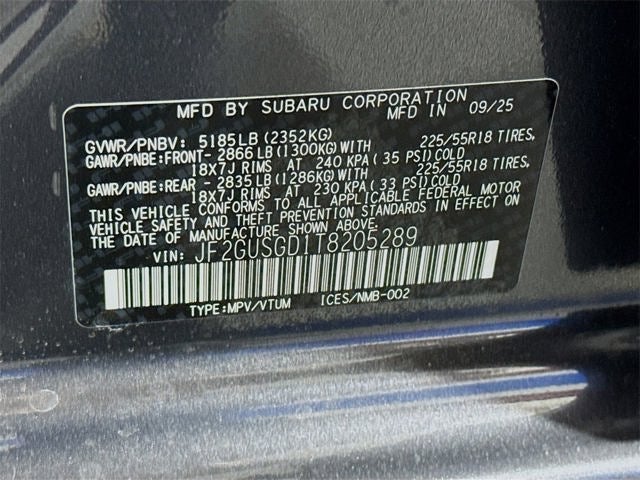 MFD BY SUBARU CORPORATION MFD IN 09/25
GVWR/PNBV: 5185LB (2352KG)
GAWR/PNBE:FRONT- 2866LB (1300KG)WITH 225/55R18 TIRES,
18X7J RIMS AT 240 KPA (35 PSI)COLD
GAWR/PNBE:REAR - 2835LB (1286KG)WITH 225/55R18 TIRES,
18X7J RIMS AT 230 KPA (33 PSI)COLD
THIS VEHICLE CONFORMS TO ALL APPLICABLE FEDERAL MOTOR
VEHICLE SAFETY AND THEFT PREVENTION STANDARDS IN EFFECT
ON THE DATE OF MANUFACTURE SHOWN ABOVE.
VIN: JF2GUSGD1T8205289
TYPE:MPV/VTUM ICES/NMB-002